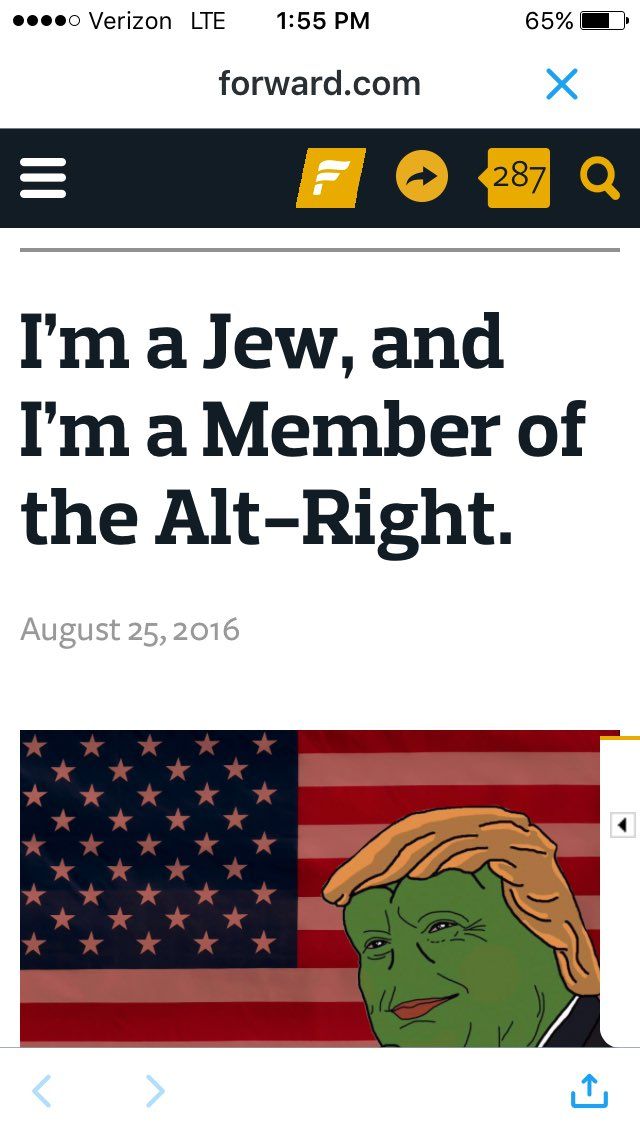 Verizon LTE 1:55 PM 65%
forward.com
287
I'm a Jew, and
I'm a Member of
the Alt-Right.
August 25, 2016